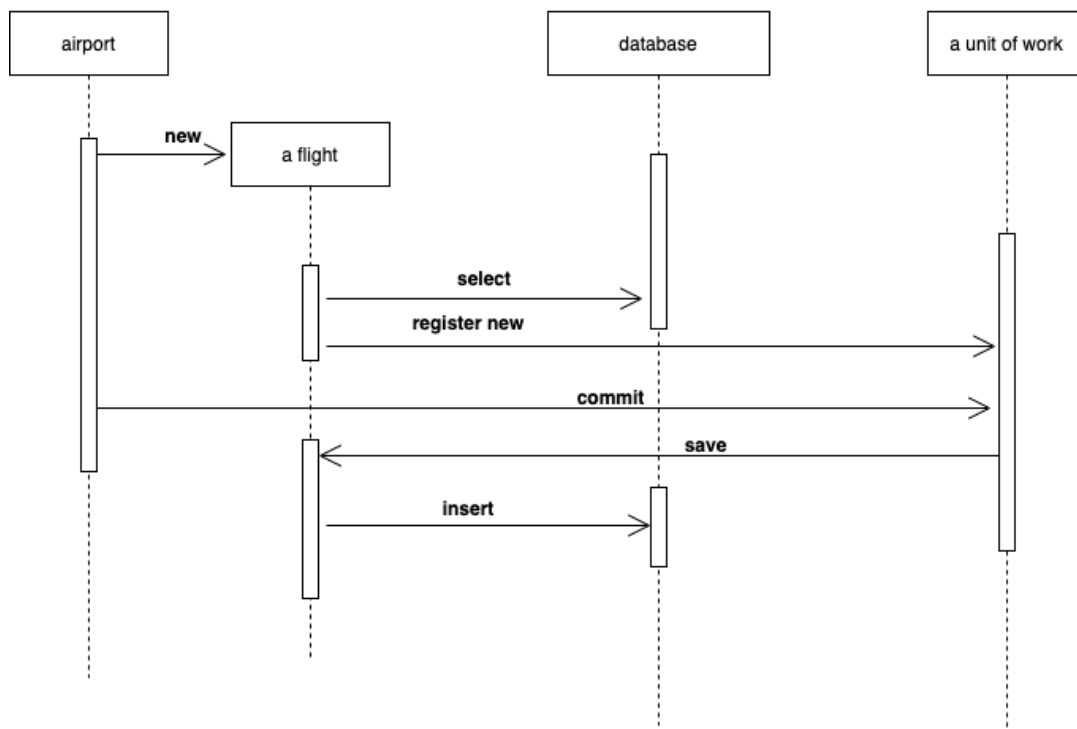 airport
database
a unit of work
new
a flight
select
register new
commit
save
insert